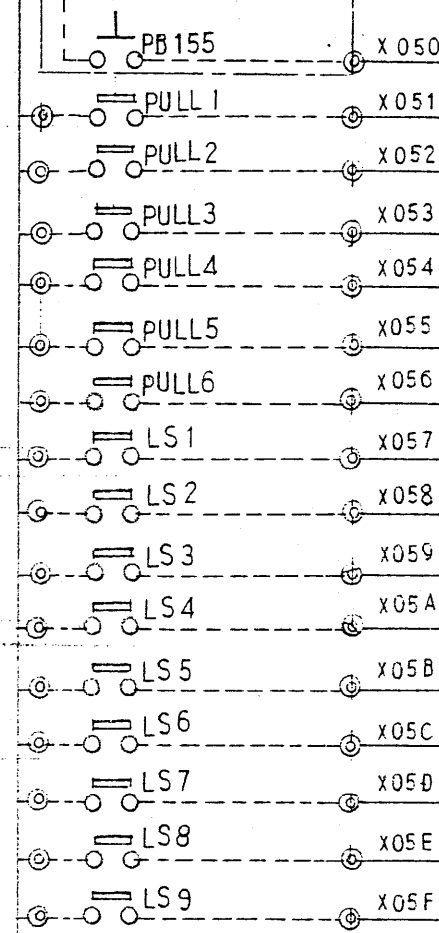 PB155 X050
PULL1 X051
PULL2 X052
PULL3 X053
PULL4 X054
PULL5 X055
PULL6 X056
LS1 X057
LS2 X058
LS3 X059
LS4 X05A
LS5 X05B
LS6 X05C
LS7 X05D
LS8 X05E
LS9 X05F